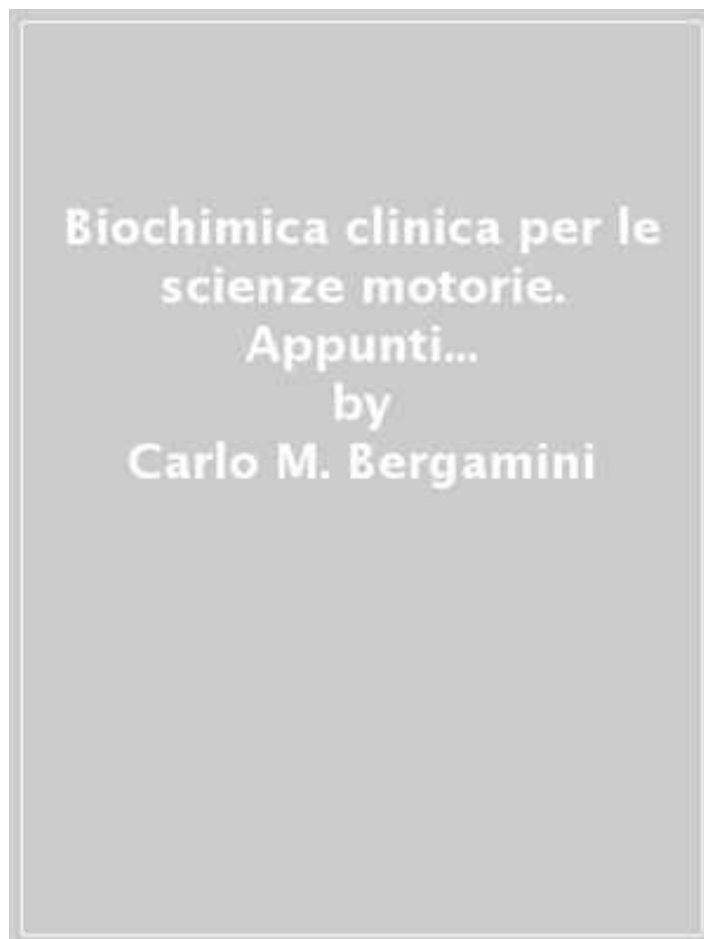 Biochimica clinica per le
scienze motorie.
Appunti...
by
Carlo M. Bergamini